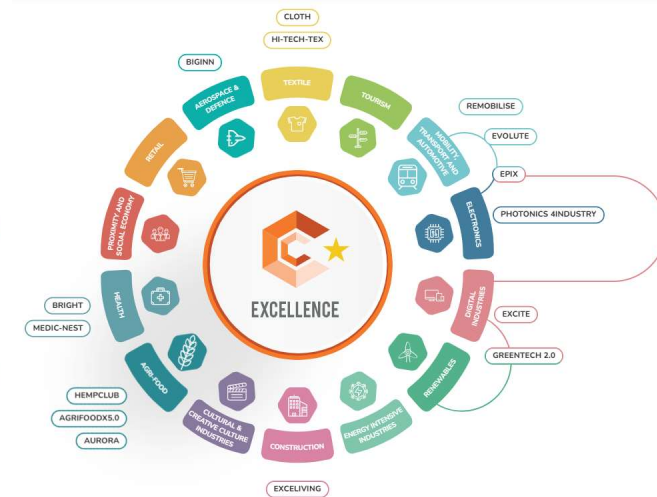 CLOTH
HI-TECH-TEX
BIGINN
TEXTILE
AEROSPACE &
DEFENCE
TOURISM
REMOBILISE
MOBILITY,
TRANSPORT AND
AUTOMOTIVE
EVOLUTE
RETAIL
EPIX
PROXIMITY AND
SOCIAL ECONOMY
ELECTRONICS
PHOTONICS 4INDUSTRY
EXCELLENCE
HEALTH
DIGITAL
INDUSTRIES
BRIGHT
MEDIC-NEST
EXCITE
GREENTECH 2.0
AGRI-FOOD
RENEWABLES
HEMPCLUB
AGRIFOODX5.0
AURORA
CULTURAL &
CREATIVE CULTURE
INDUSTRIES
CONSTRUCTION
ENERGY INTENSIVE
INDUSTRIES
EXCELIVING